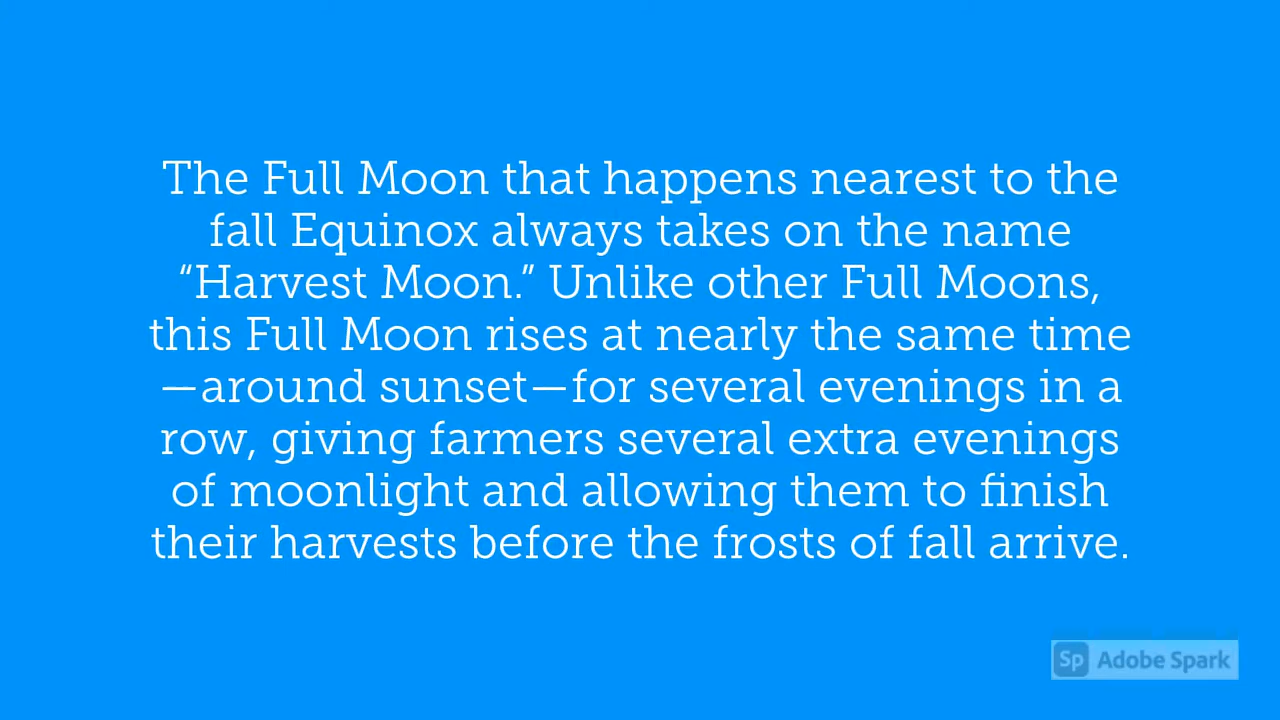 The Full Moon that happens nearest to the
fall Equinox always takes on the name
“Harvest Moon.” Unlike other Full Moons,
this Full Moon rises at nearly the same time
—around sunset—for several evenings in a
row, giving farmers several extra evenings
of moonlight and allowing them to finish
their harvests before the frosts of fall arrive.
Sp Adobe Spark